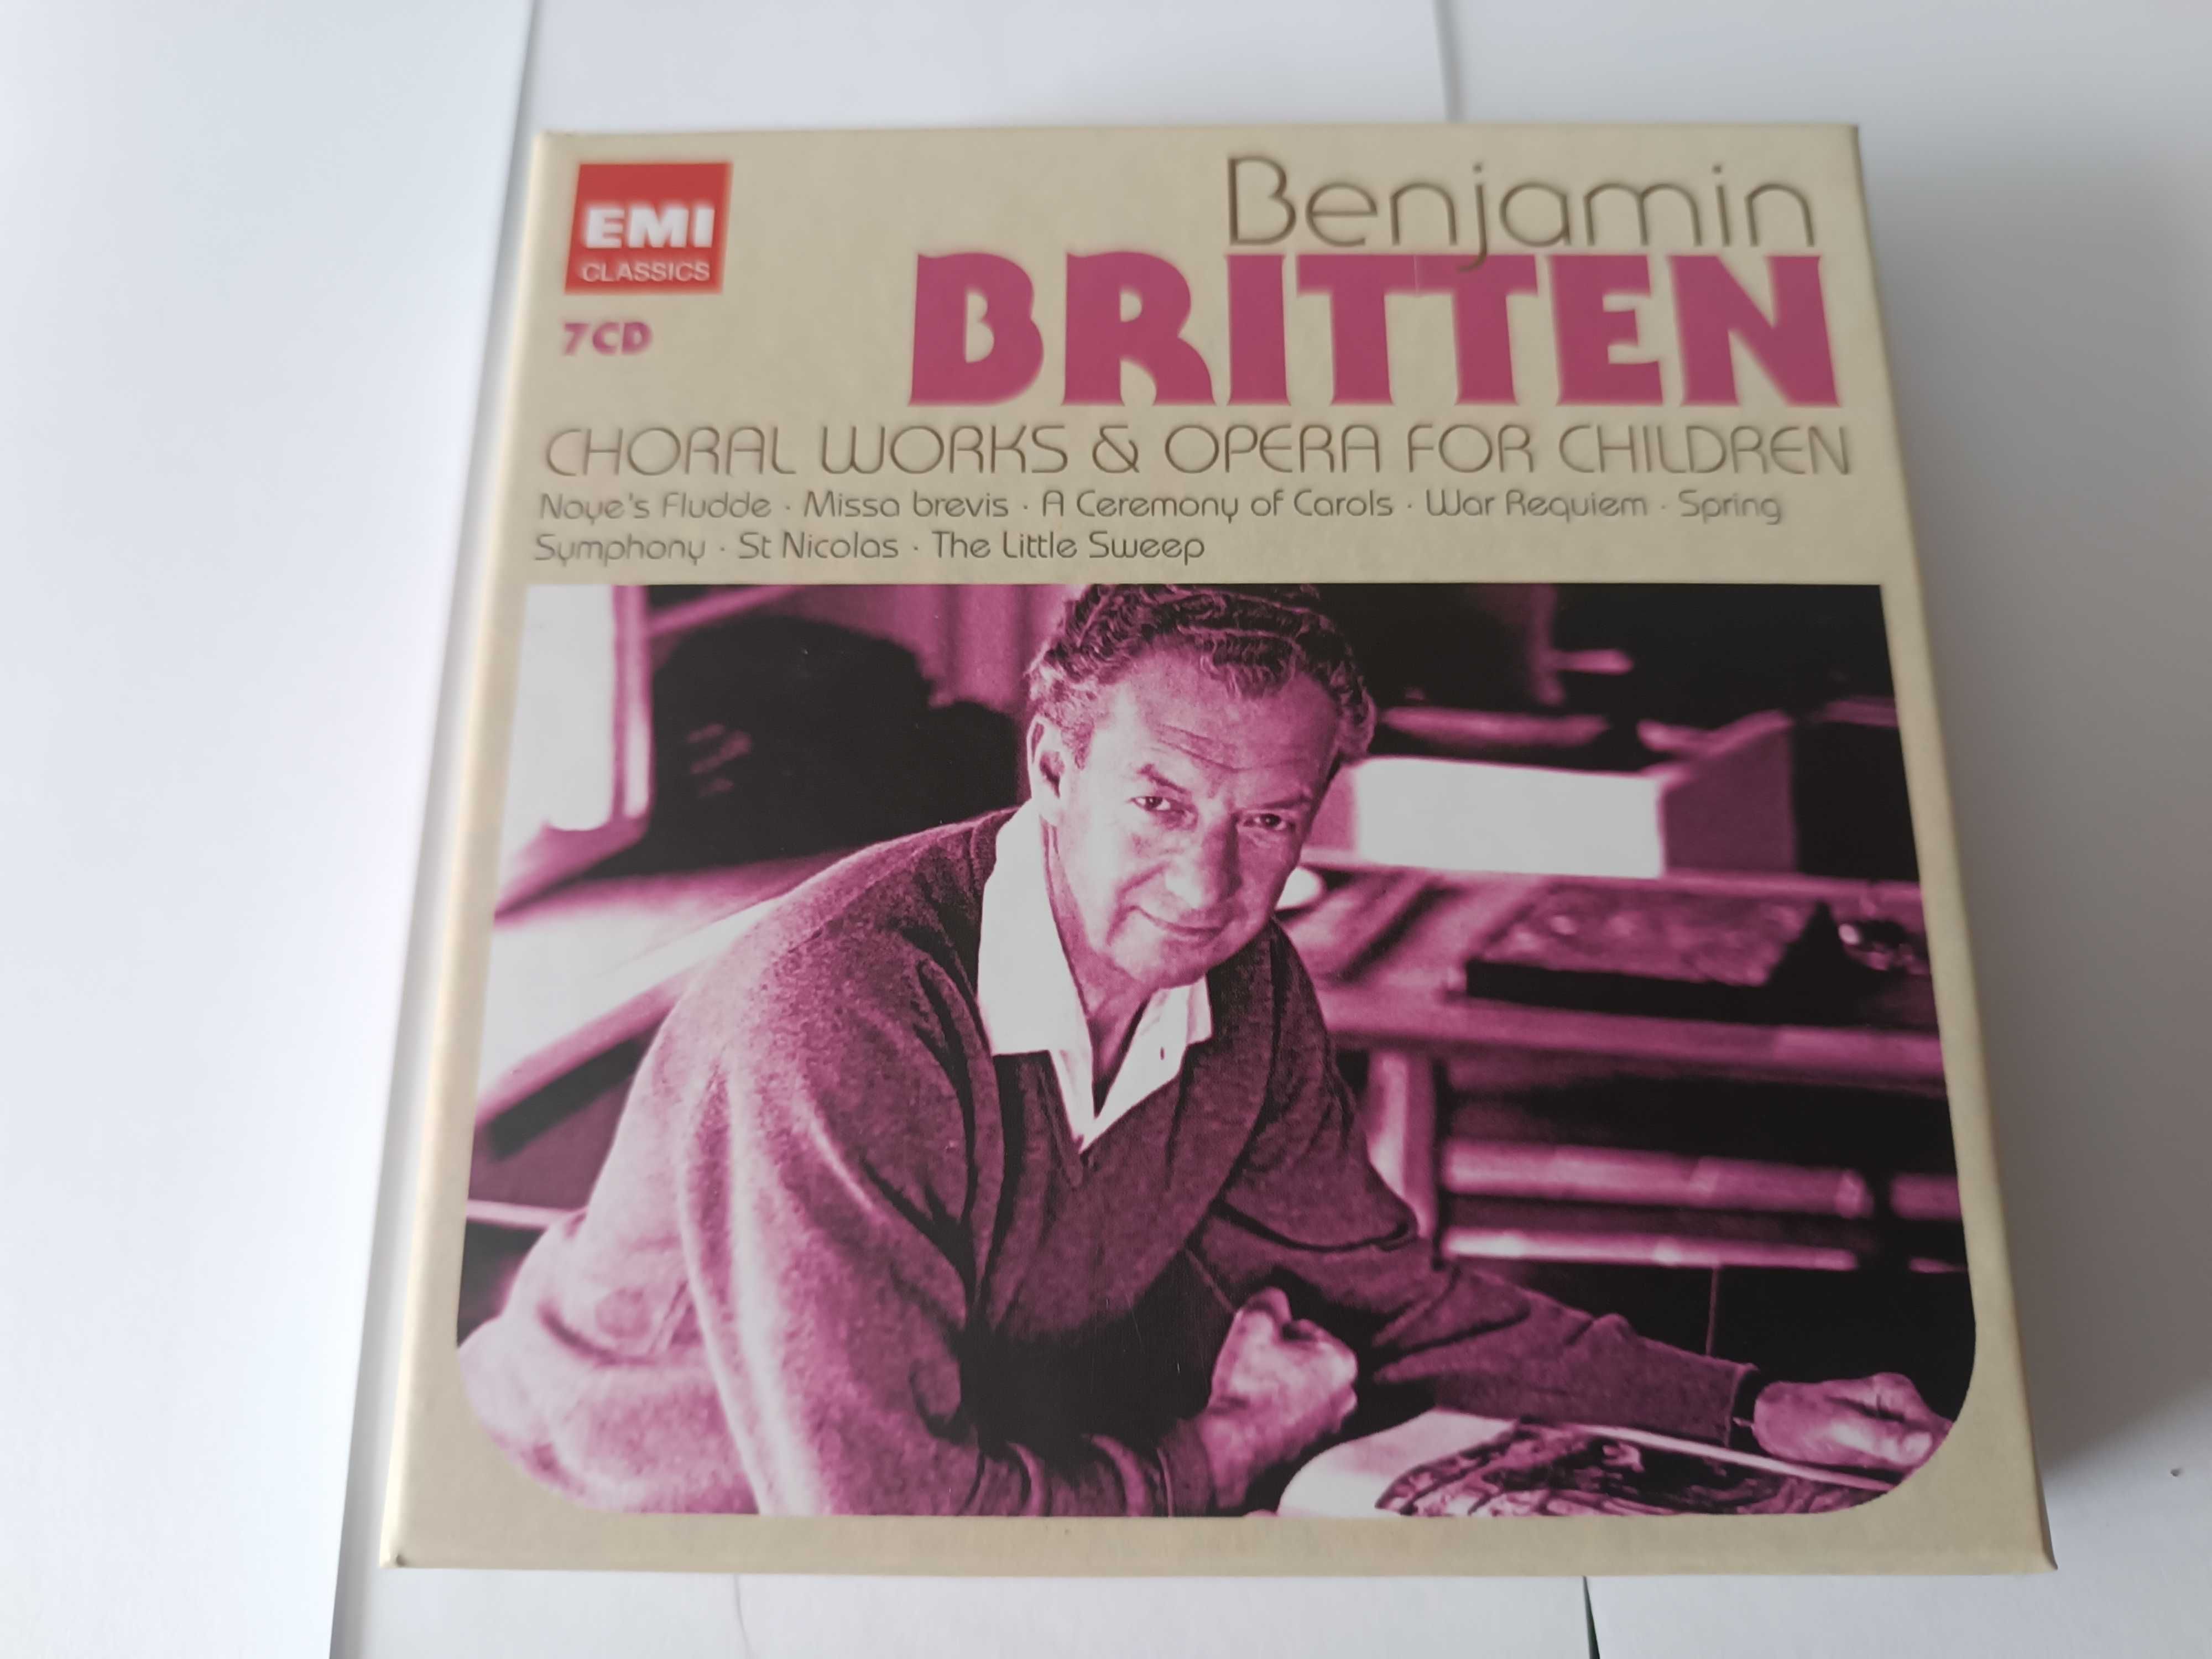 EMI
CLASSICS
7CD
Benjamin
BRITTEN
CHORAL WORKS & OPERA FOR CHILDREN
Noye's Fludde · Missa brevis · A Ceremony of Carols · War Requiem · Spring
Symphony · St Nicolas · The Little Sweep